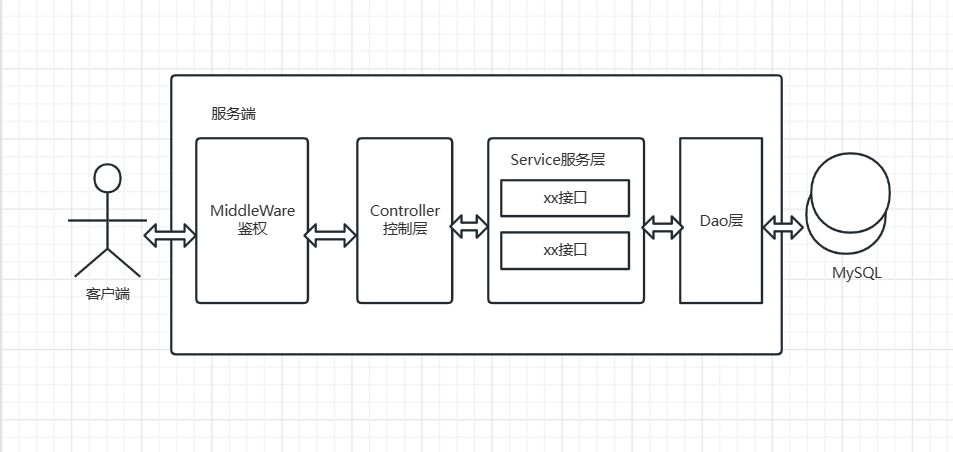 服务端
客户端
MiddleWare
鉴权
Controller
控制层
Service服务层
xx接口
xx接口
Dao层
MySQL